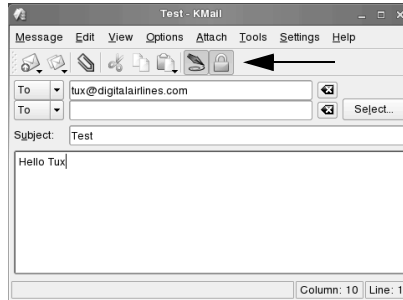 Test - KMail
Message Edit View Options Attach Tools Settings Help
To tux@digitalairlines.com
To Select...
Subject: Test
Hello Tux
Column: 10 Line: 1